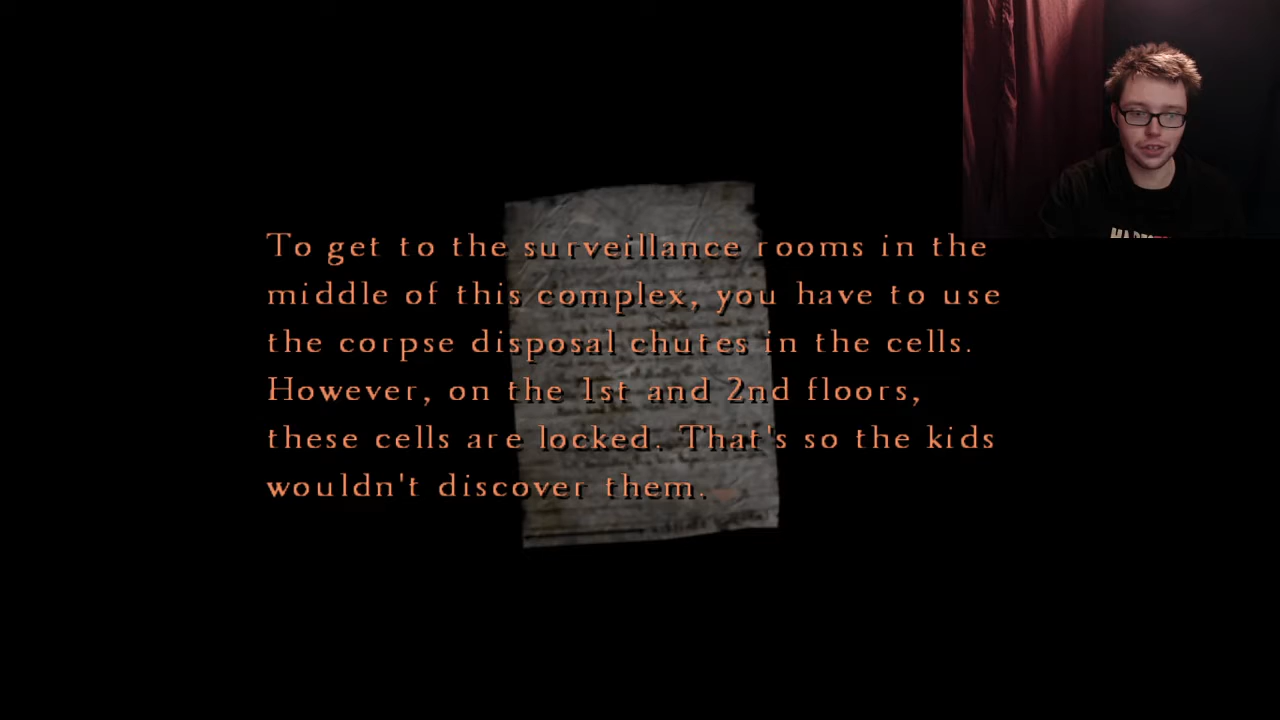 To get to the surveillance rooms in the
middle of this complex, you have to use
the corpse disposal chutes in the cells.
However, on the 1st and 2nd floors,
these cells are locked. That's so the kids
wouldn't discover them.